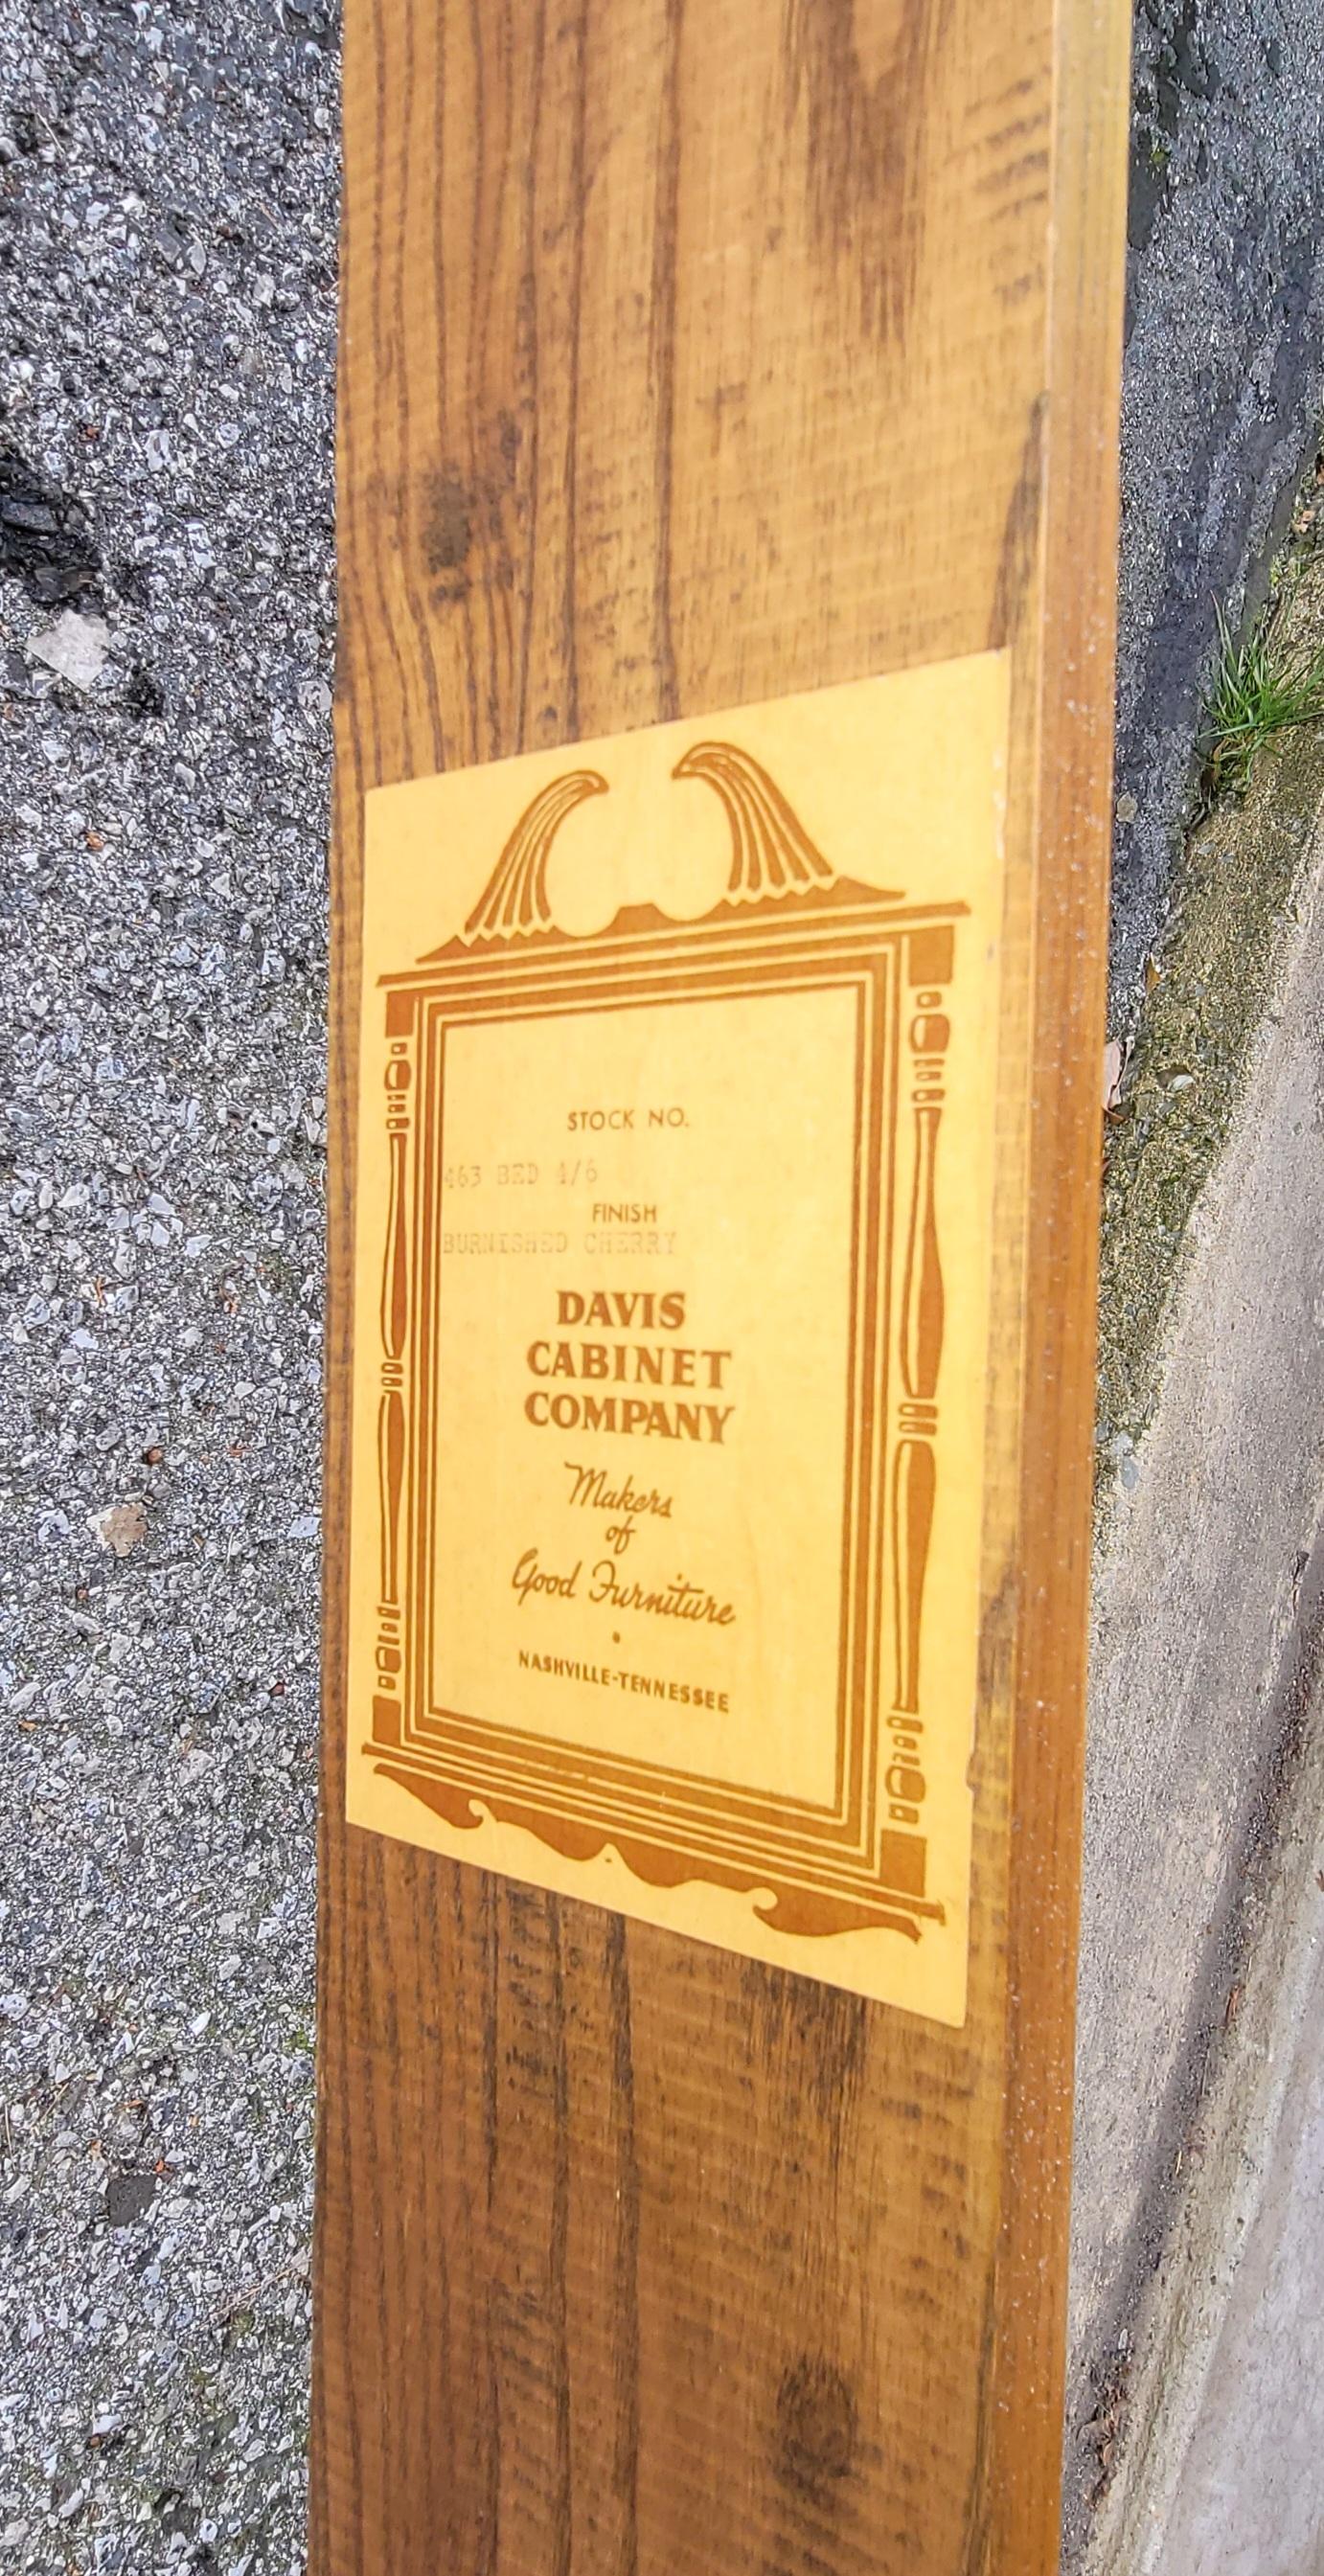 STOCK NO.
463 BED 4/6
FINISH
BURNISHED CHERRY
DAVIS
CABINET
COMPANY
Makers
of
Good Furniture
NASHVILLE-TENNESSEE